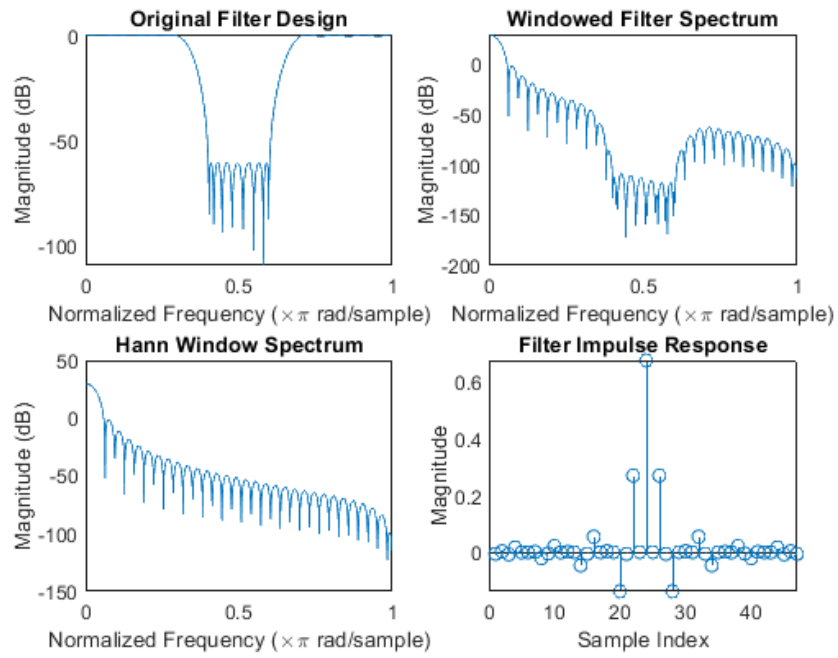 Original Filter Design
0
-50
-100
Magnitude (dB)
0
0.5
1
Normalized Frequency (×π rad/sample)
Windowed Filter Spectrum
0
-50
-100
-150
-200
Magnitude (dB)
0
0.5
1
Normalized Frequency (×π rad/sample)
Hann Window Spectrum
50
0
-50
-100
-150
Magnitude (dB)
0
0.5
1
Normalized Frequency (×π rad/sample)
Filter Impulse Response
0.6
0.4
0.2
0
Magnitude
0
10
20
30
40
Sample Index